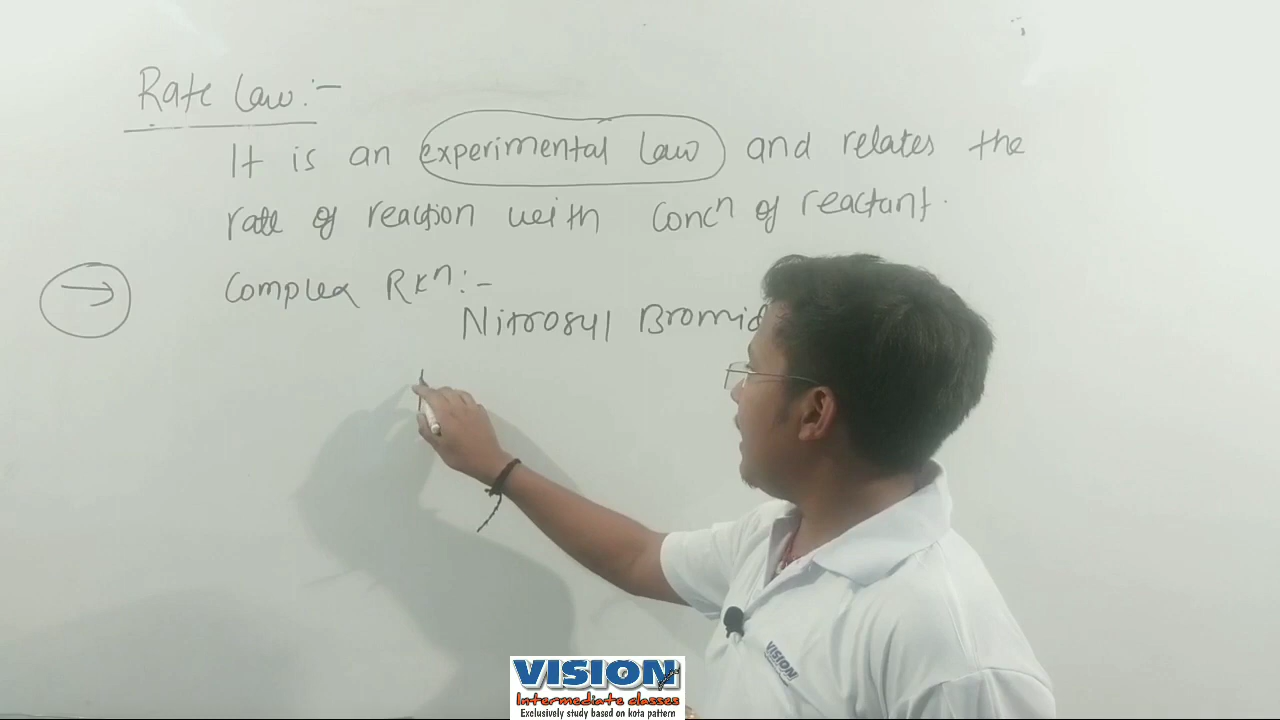 Rate Law:-
It is an experimental law and relates the
rate of reaction with concⁿ of reactant.
→ Complex Rxⁿ:-
Nitrosyl Bromid
VISION
VISION
Intermediate classes
Exclusively study based on kota pattern